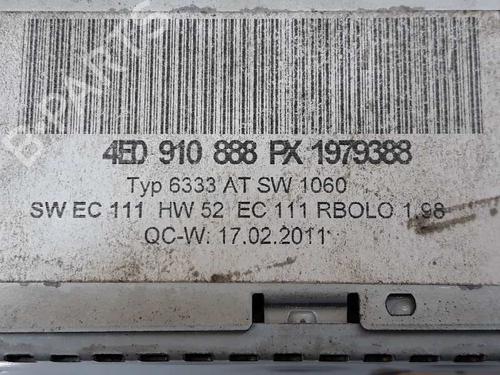 B-PARTS
4E0 910 888 PX 1979388
Typ 6333 AT SW 1060
SW EC 111 HW 52 EC 111 RBOLO 1.98
QC-W: 17.02.2011